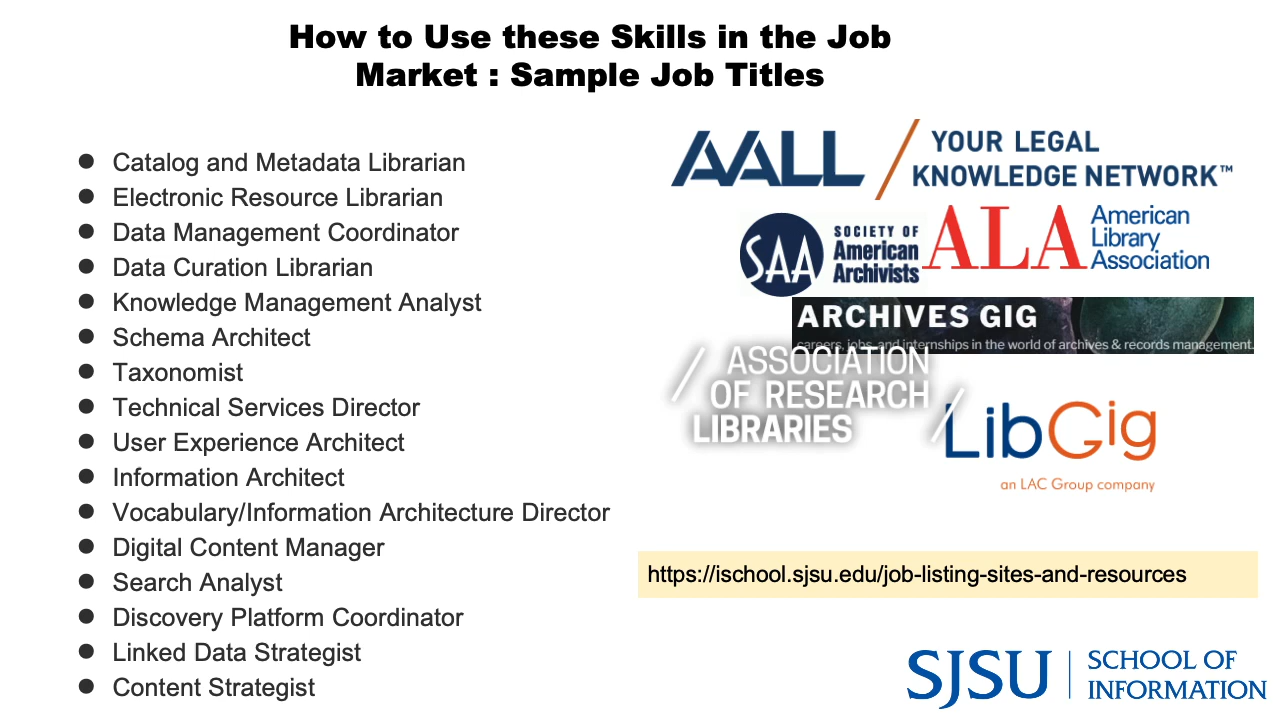 How to Use these Skills in the Job
Market : Sample Job Titles
● Catalog and Metadata Librarian
● Electronic Resource Librarian
● Data Management Coordinator
● Data Curation Librarian
● Knowledge Management Analyst
● Schema Architect
● Taxonomist
● Technical Services Director
● User Experience Architect
● Information Architect
● Vocabulary/Information Architecture Director
● Digital Content Manager
● Search Analyst
● Discovery Platform Coordinator
● Linked Data Strategist
● Content Strategist
AALL / YOUR LEGAL
KNOWLEDGE NETWORK™
SAA
SOCIETY OF
American
Archivists
ALA
American
Library
Association
ARCHIVES GIG
careers, jobs, and internships in the world of archives & records management.
/ ASSOCIATION
OF RESEARCH
LIBRARIES /
LibGig
an LAC Group company
https://ischool.sjsu.edu/job-listing-sites-and-resources
SJSU | SCHOOL OF
INFORMATION